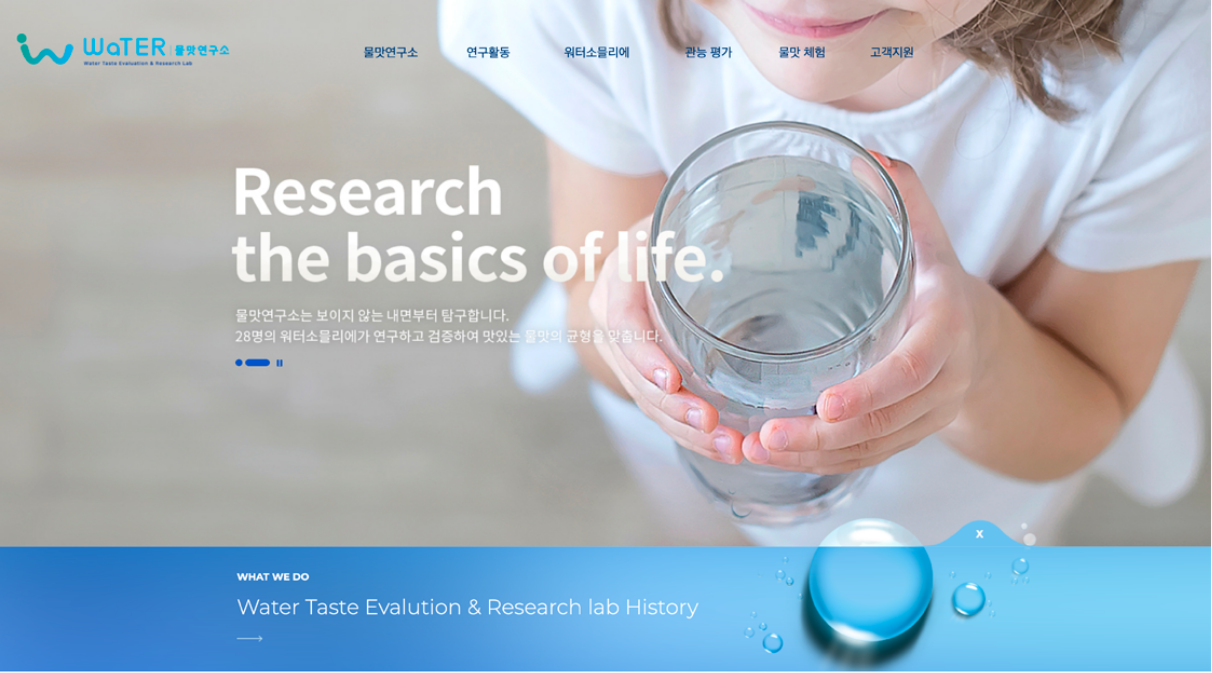 WaTER 물맛연구소
Water Taste Evaluation & Research Lab
물맛연구소 연구활동 워터소믈리에 관능 평가 물맛 체험 고객지원
Research
the basics of life.
물맛연구소는 보이지 않는 내면부터 탐구합니다.
28명의 워터소믈리에가 연구하고 검증하여 맛있는 물맛의 균형을 맞춥니다.
X
WHAT WE DO
Water Taste Evalution & Research lab History